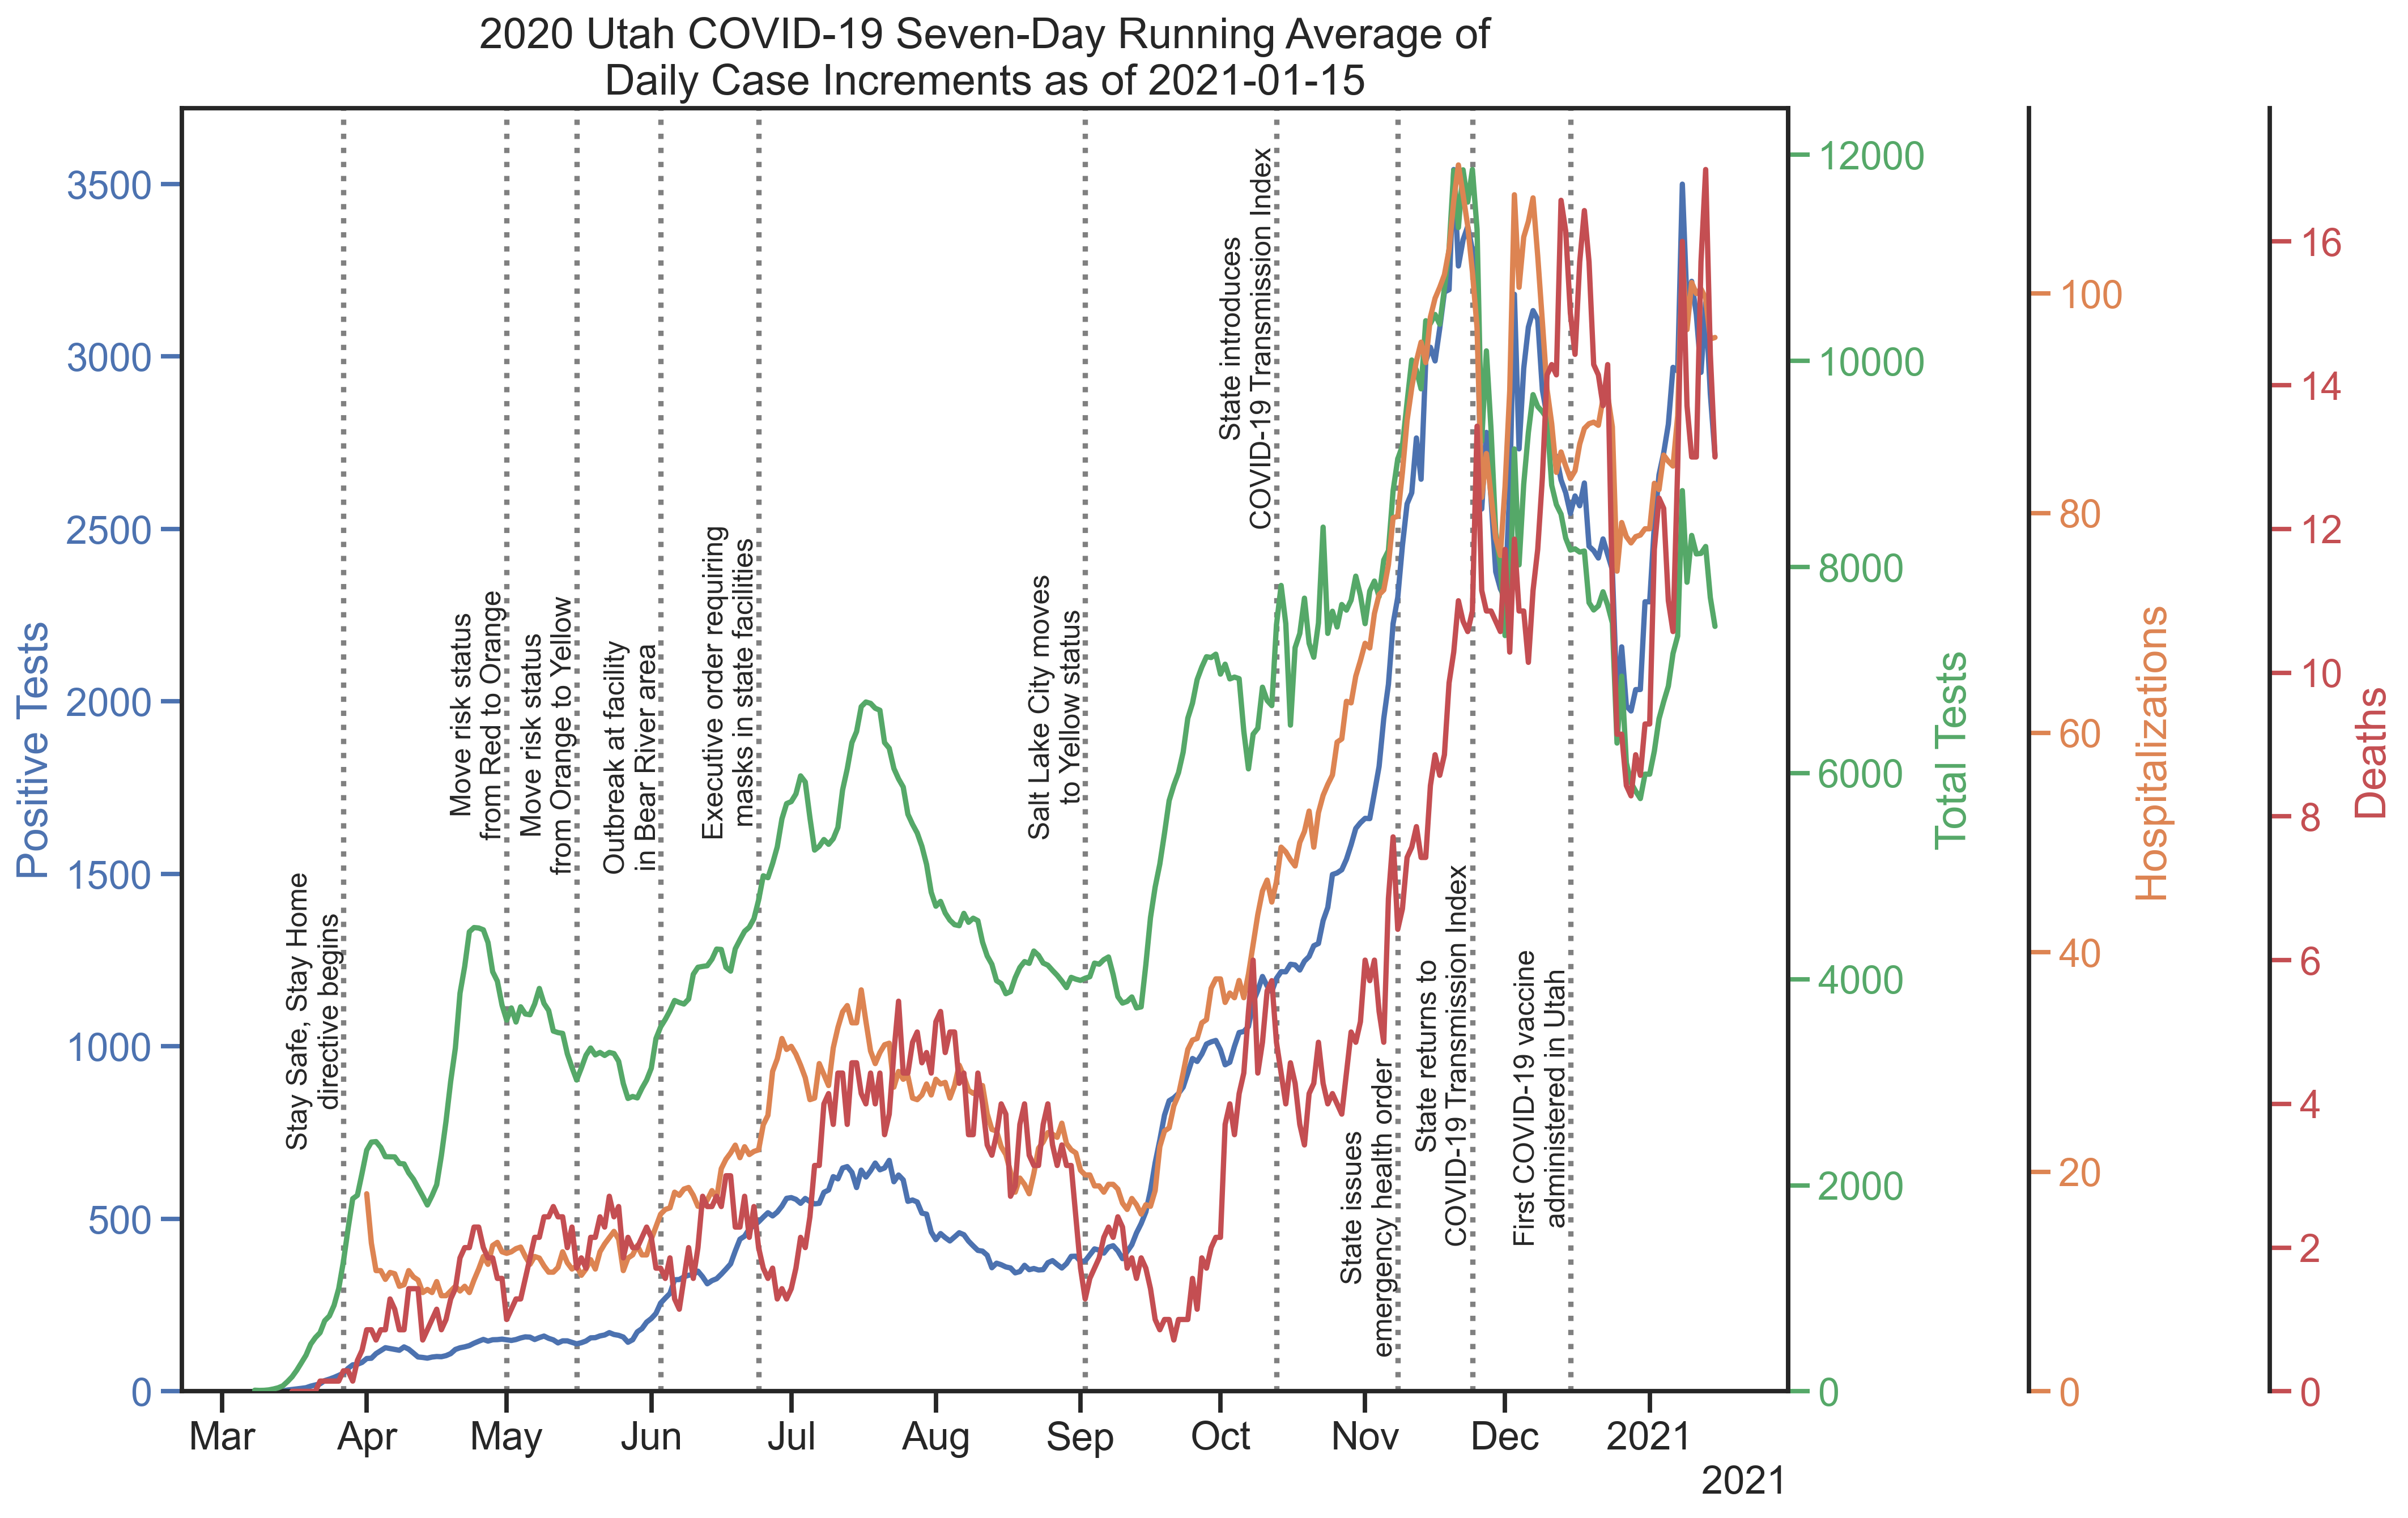 2020 Utah COVID-19 Seven-Day Running Average of
Daily Case Increments as of 2021-01-15
Positive Tests
3500
3000
2500
2000
1500
1000
500
0
Stay Safe, Stay Home
directive begins
Move risk status
from Red to Orange
Move risk status
from Orange to Yellow
Outbreak at facility
in Bear River area
Executive order requiring
masks in state facilities
Salt Lake City moves
to Yellow status
State introduces
COVID-19 Transmission Index
State issues
emergency health order
State returns to
COVID-19 Transmission Index
First COVID-19 vaccine
administered in Utah
12000
10000
8000
6000
4000
2000
0
Total Tests
100
80
60
40
20
0
Hospitalizations
16
14
12
10
8
6
4
2
0
Deaths
Mar
Apr
May
Jun
Jul
Aug
Sep
Oct
Nov
Dec
2021
2021